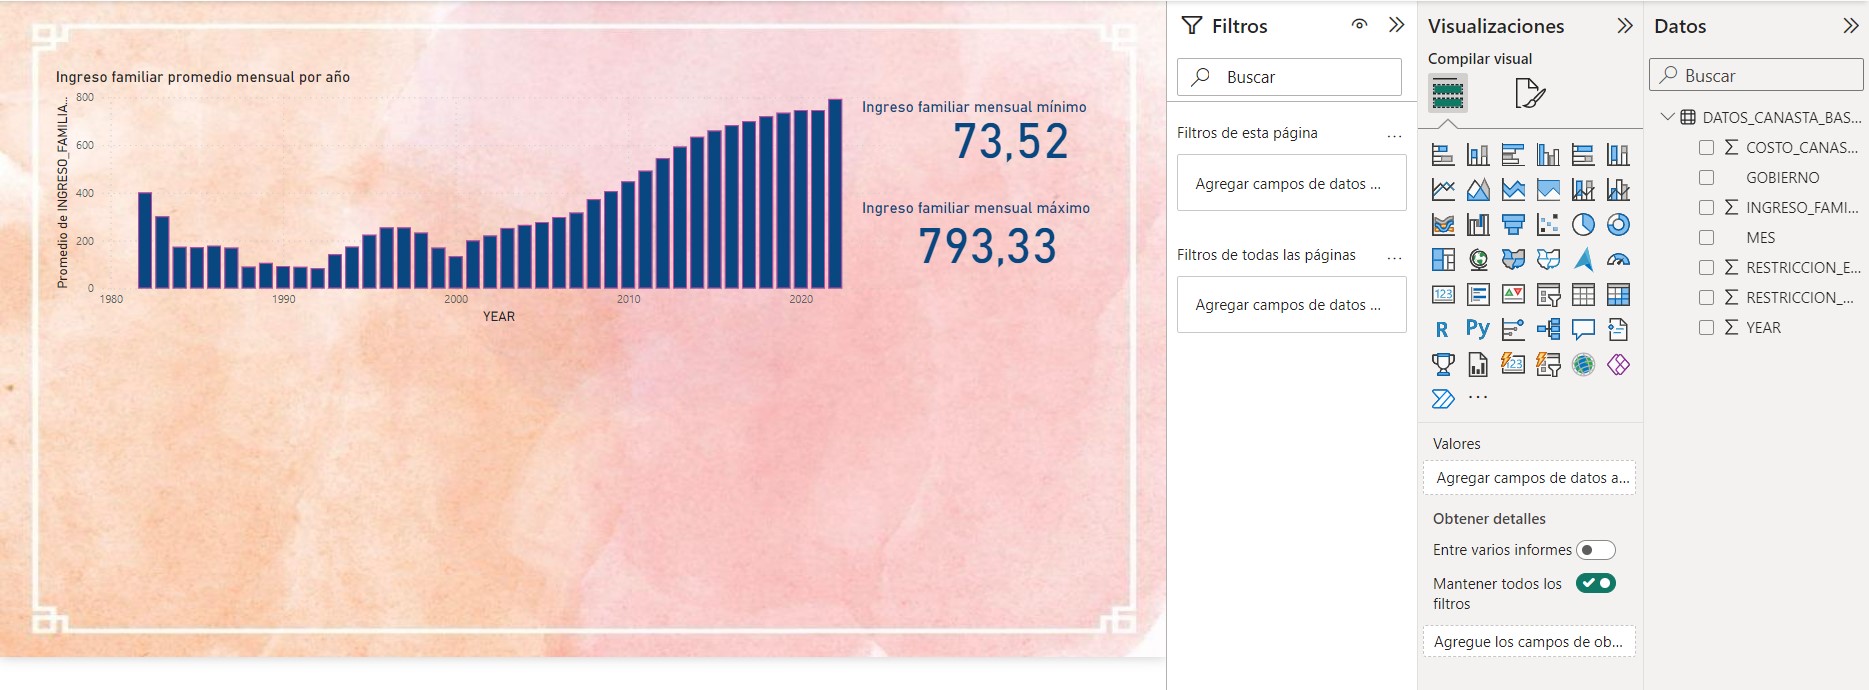 Ingreso familiar promedio mensual por año
Promedio de INGRESO_FAMILIA...
800
600
400
200
0
1980
1990
2000
2010
2020
YEAR
Ingreso familiar mensual mínimo
73,52
Ingreso familiar mensual máximo
793,33
Filtros
Buscar
Filtros de esta página
...
Agregar campos de datos ...
Filtros de todas las páginas
...
Agregar campos de datos ...
Visualizaciones
Compilar visual
123
R
Py
123
...
Valores
Agregar campos de datos a...
Obtener detalles
Entre varios informes
Mantener todos los
filtros
Agregue los campos de ob...
Datos
Buscar
DATOS_CANASTA_BAS...
∑ COSTO_CANAS...
GOBIERNO
∑ INGRESO_FAMI...
MES
∑ RESTRICCION_E...
∑ RESTRICCION_...
∑ YEAR